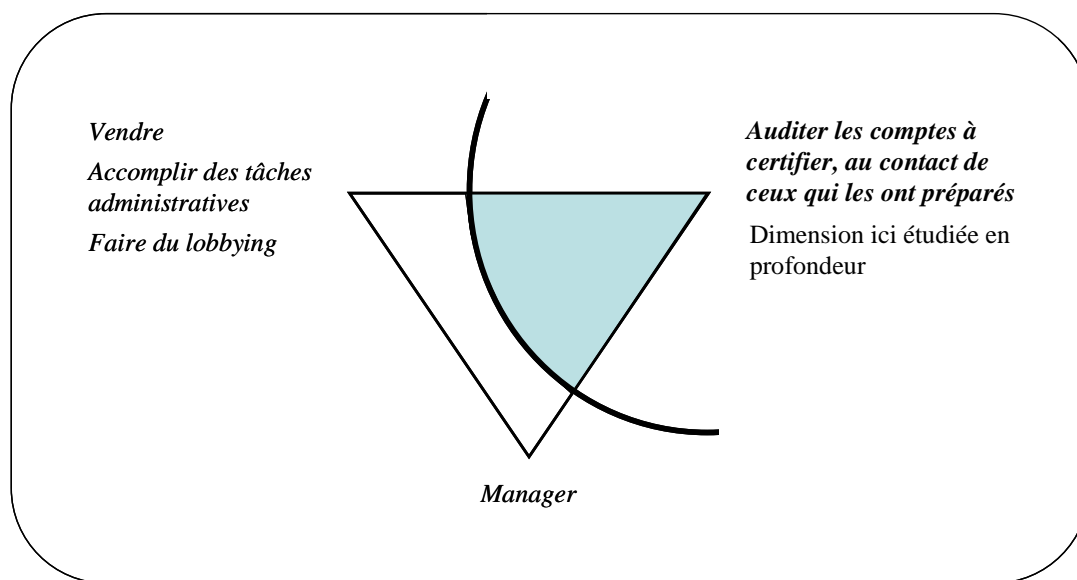 Vendre
Accomplir des tâches
administratives
Faire du lobbying
Auditer les comptes à
certifier, au contact de
ceux qui les ont préparés
Dimension ici étudiée en
profondeur
Manager